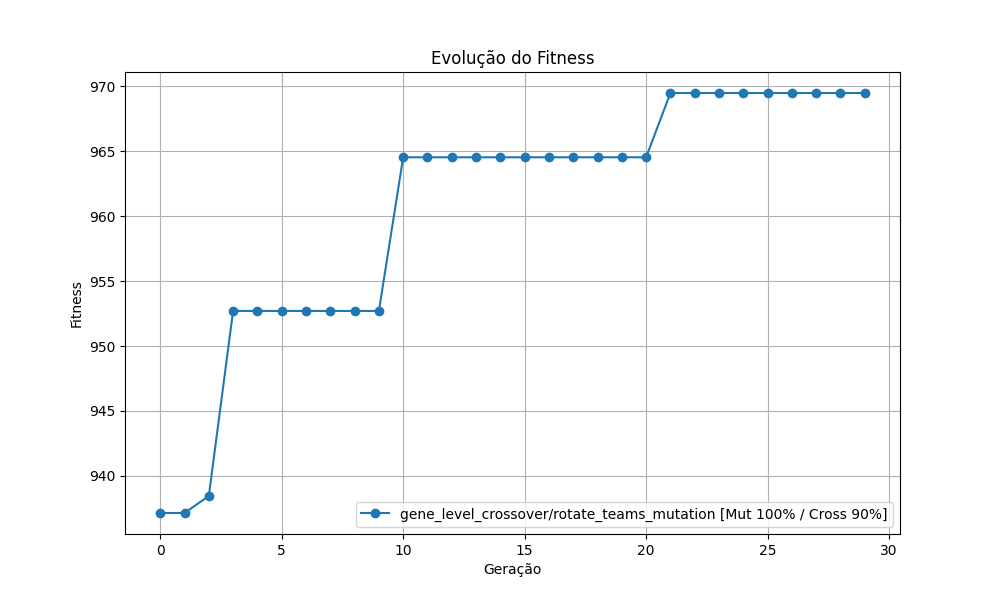 Evolução do Fitness
970
965
960
955
950
945
940
Fitness
gene_level_crossover/rotate_teams_mutation [Mut 100% / Cross 90%]
0 5 10 15 20 25 30
Geração